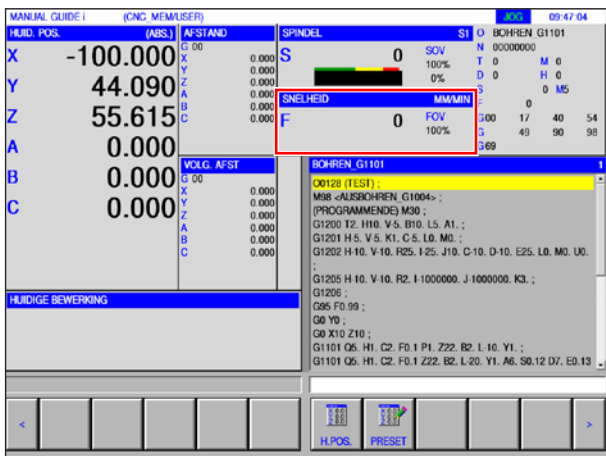 MANUAL GUIDE i (CNC_MEM/USER) JOG 09:47:04
HUID. POS. (ABS.)
X -100.000
Y 44.090
Z 55.615
A 0.000
B 0.000
C 0.000
AFSTAND
G 00
X 0.000
Y 0.000
Z 0.000
A 0.000
B 0.000
C 0.000
VOLG. AFST
G 00
X 0.000
Y 0.000
Z 0.000
A 0.000
B 0.000
C 0.000
SPINDEL S1
S 0 SOV
100%
0%
SNELHEID MM/MIN
F 0 FOV
100%
O BOHREN_G1101
N 00000000
T 0 M 0
D 0 H 0
S 0 M5
F 0
G00 17 40 54
G 49 90 98
G69
BOHREN_G1101 1
O0128 (TEST) ;
M98 <AUSBOHREN_G1004> ;
(PROGRAMMENDE) M30 ;
G1200 T2. H10. V-5. B10. L5. A1. ;
G1201 H-5. V-5. K1. C-5. L0. M0. ;
G1202 H-10. V-10. R25. I-25. J10. C-10. D-10. E25. L0. M0. U0.
;
G1205 H-10. V-10. R2. I-1000000. J-1000000. K3. ;
G1206 ;
G95 F0.99 ;
G0 Y0 ;
G0 X10 Z10 ;
G1101 Q5. H1. C2. F0.1 P1. Z22. B2. L-10. Y1. ;
G1101 Q5. H1. C2. F0.1 Z22. B2. L-20. Y1. A6. S0.12 D7. E0.13
HUIDIGE BEWERKING
<
H.POS.
PRESET
>